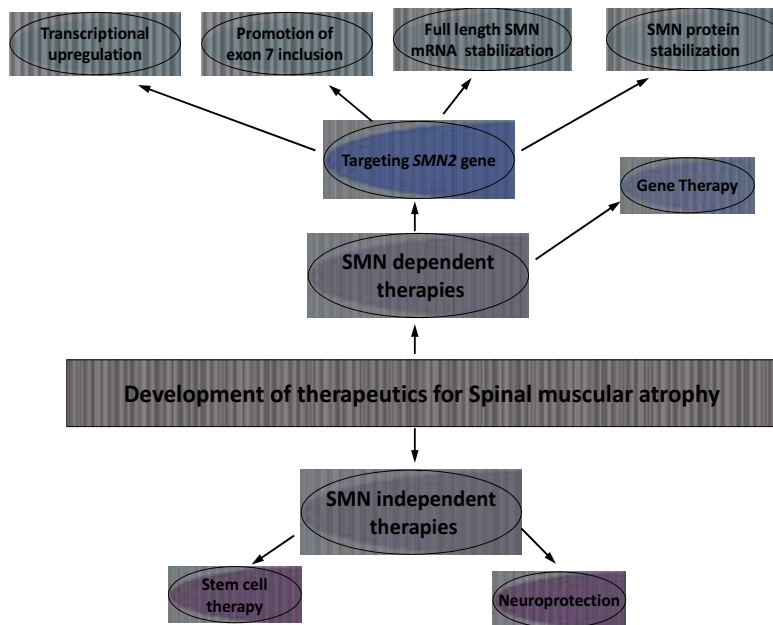 Transcriptional
upregulation
Promotion of
exon 7 inclusion
Full length SMN
mRNA stabilization
SMN protein
stabilization
Targeting SMN2 gene
Gene Therapy
SMN dependent
therapies
Development of therapeutics for Spinal muscular atrophy
SMN independent
therapies
Stem cell
therapy
Neuroprotection